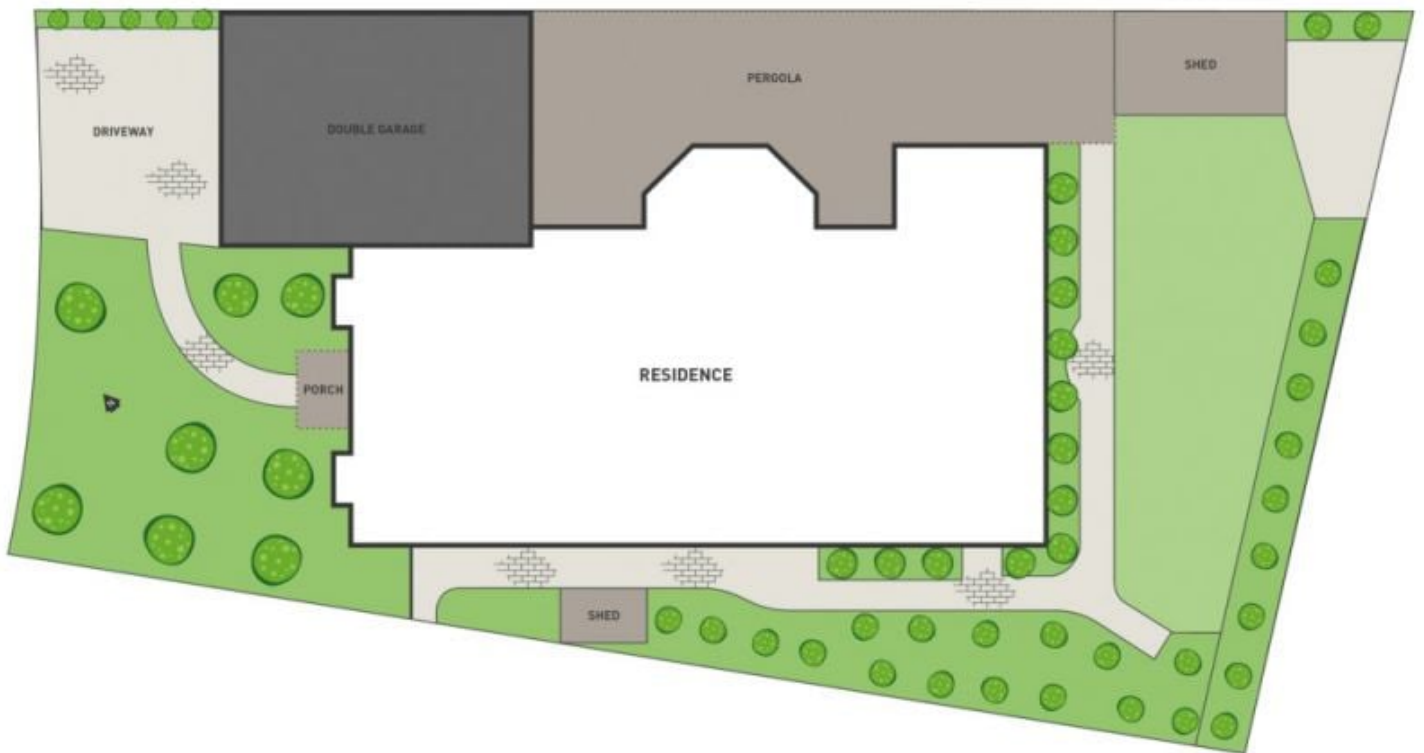 PERGOLA
SHED
DRIVEWAY
DOUBLE GARAGE
RESIDENCE
PORCH
SHED